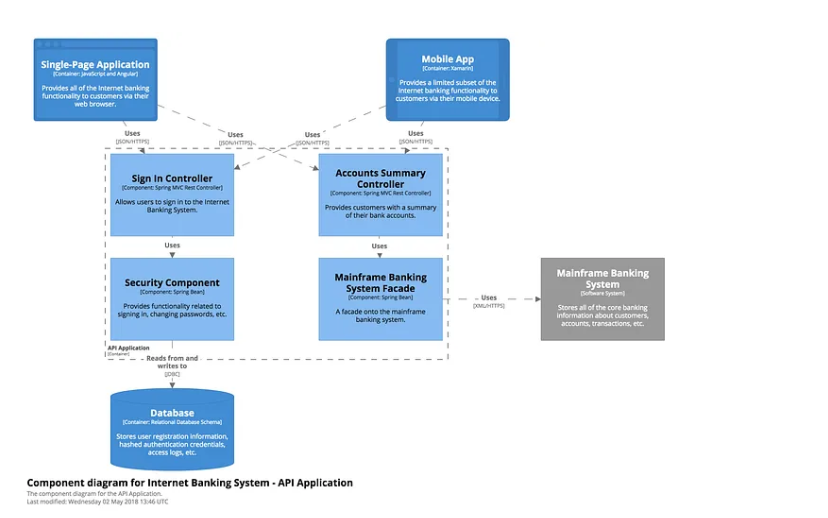 Single-Page Application
[Container: JavaScript and Angular]
Provides all of the Internet banking
functionality to customers via their
web browser.
Mobile App
[Container: Xamarin]
Provides a limited subset of the
Internet banking functionality to
customers via their mobile device.
Uses
[JSON/HTTPS]
Uses
[JSON/HTTPS]
Uses
[JSON/HTTPS]
Uses
[JSON/HTTPS]
Sign In Controller
[Component: Spring MVC Rest Controller]
Allows users to sign in to the Internet
Banking System.
Accounts Summary
Controller
[Component: Spring MVC Rest Controller]
Provides customers with a summary
of their bank accounts.
Uses
Uses
Security Component
[Component: Spring Bean]
Provides functionality related to
signing in, changing passwords, etc.
Mainframe Banking
System Facade
[Component: Spring Bean]
A facade onto the mainframe
banking system.
Uses
[XML/HTTPS]
Mainframe Banking
System
[Software System]
Stores all of the core banking
information about customers,
accounts, transactions, etc.
API Application
[Container]
Reads from and
writes to
[JDBC]
Database
[Container: Relational Database Schema]
Stores user registration information,
hashed authentication credentials,
access logs, etc.
Component diagram for Internet Banking System - API Application
The component diagram for the API Application.
Last modified: Wednesday 02 May 2018 13:46 UTC